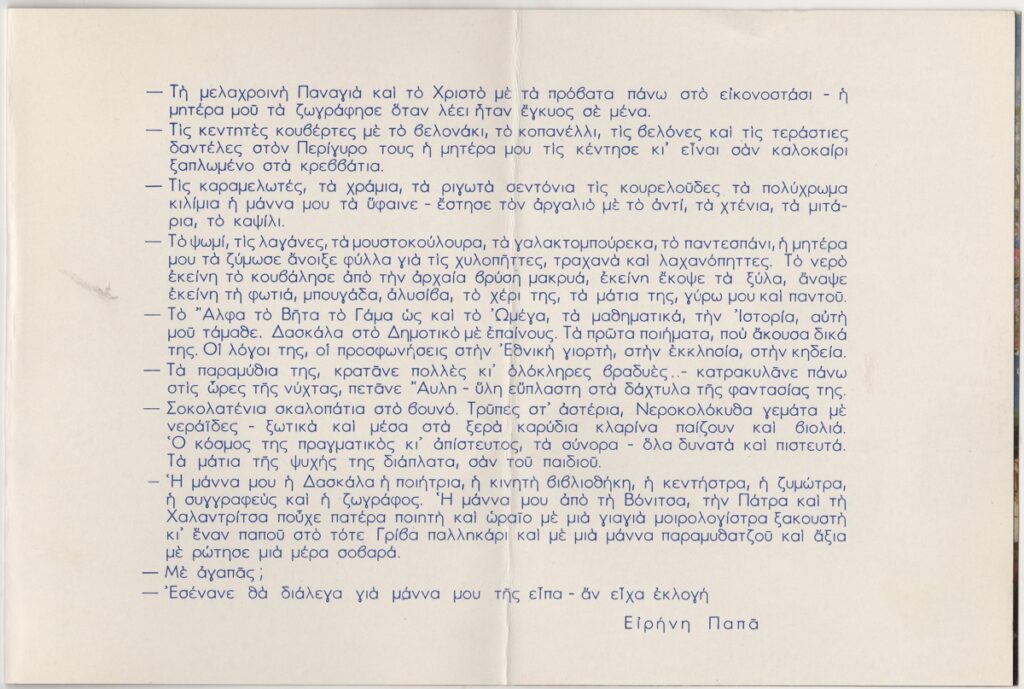 — Τὴ μελαχροινὴ Παναγιὰ καὶ τὸ Χριστὸ μὲ τὰ πρόβατα πάνω στὸ εἰκονοστάσι - ἡ
μητέρα μοῦ τὰ ζωγράφησε ὅταν λέει ἦταν ἔγκυος σὲ μένα.
— Τὶς κεντητὲς κουβέρτες μὲ τὸ βελονάκι, τὸ κοπανέλλι, τὶς βελόνες καὶ τὶς τεράστιες
δαντέλες στὸν Περίγυρο τους ἡ μητέρα μου τὶς κέντησε κι' εἶναι σὰν καλοκαίρι
ξαπλωμένο στὰ κρεββάτια.
— Τὶς καραμελωτές, τὰ χράμια, τὰ ριγωτὰ σεντόνια τὶς κουρελοῦδες τὰ πολύχρωμα
κιλίμια ἡ μάννα μου τὰ ὕφαινε - ἔστησε τὸν ἀργαλιὸ μὲ τὸ ἀντί, τὰ χτένια, τὰ μιτά-
ρια, τὸ καψίλι.
— Τὸ ψωμί, τὶς λαγάνες, τὰ μουστοκούλουρα, τὰ γαλακτομπούρεκα, τὸ παντεσπάνι, ἡ μητέρα
μου τὰ ζύμωσε ἄνοιξε φύλλα γιὰ τὶς χυλοπῆττες, τραχανὰ καὶ λαχανόπηττες. Τὸ νερὸ
ἐκείνη τὸ κουβάλησε ἀπὸ τὴν ἀρχαία βρύση μακρυά, ἐκείνη ἔκοψε τὰ ξύλα, ἄναψε
ἐκείνη τὴ φωτιά, μπουγάδα, ἀλυσίβα, τὸ χέρι της, τὰ μάτια της, γύρω μου καὶ παντοῦ.
— Τὸ Ἄλφα τὸ Βῆτα τὸ Γάμα ὡς καὶ τὸ Ὠμέγα, τὰ μαθηματικά, τὴν Ἱστορία, αὐτὴ
μοῦ τάμαθε. Δασκάλα στὸ Δημοτικὸ μὲ ἐπαίνους. Τὰ πρῶτα ποιήματα, ποὺ ἄκουσα δικά
της. Οἱ λόγοι της, οἱ προσφωνήσεις στὴν Ἐθνικὴ γιορτή, στὴν ἐκκλησία, στὴν κηδεία.
— Τὰ παραμύθια της, κρατᾶνε πολλὲς κι' ὁλόκληρες βραδυὲς..- κατρακυλᾶνε πάνω
στὶς ὧρες τῆς νύχτας, πετᾶνε Ἄυλη - ὕλη εὔπλαστη στὰ δάχτυλα τῆς φαντασίας της.
— Σοκολατένια σκαλοπάτια στὸ βουνό. Τρῦπες στ' ἀστέρια, Νεροκολόκυθα γεμάτα μὲ
νεράϊδες - ξωτικὰ καὶ μέσα στὰ ξερὰ καρύδια κλαρίνα παίζουν καὶ βιολιά.
Ὁ κόσμος της πραγματικὸς κι' ἀπίστευτος, τὰ σύνορα - ὅλα δυνατὰ καὶ πιστευτά.
Τὰ μάτια τῆς ψυχῆς της διάπλατα, σὰν τοῦ παιδιοῦ.
— Ἡ μάννα μου ἡ Δασκάλα ἡ ποιήτρια, ἡ κινητὴ βιβλιοθήκη, ἡ κεντήστρα, ἡ ζυμώτρα,
ἡ συγγραφεὺς καὶ ἡ ζωγράφος. Ἡ μάννα μου ἀπὸ τὴ Βόνιτσα, τὴν Πάτρα καὶ τὴ
Χαλαντρίτσα ποὖχε πατέρα ποιητὴ καὶ ὡραῖο μὲ μιὰ γιαγιὰ μοιρολογίστρα ξακουστὴ
κι' ἕναν παποῦ στὸ τότε Γρίβα παλληκάρι καὶ μὲ μιὰ μάννα παραμυθατζοῦ καὶ ἄξια
μὲ ρώτησε μιὰ μέρα σοβαρά.
— Μὲ ἀγαπᾶς ;
— Ἐσένανε θὰ διάλεγα γιὰ μάννα μου τῆς εἶπα - ἂν εἶχα ἐκλογή
Εἰρήνη Παπᾶ